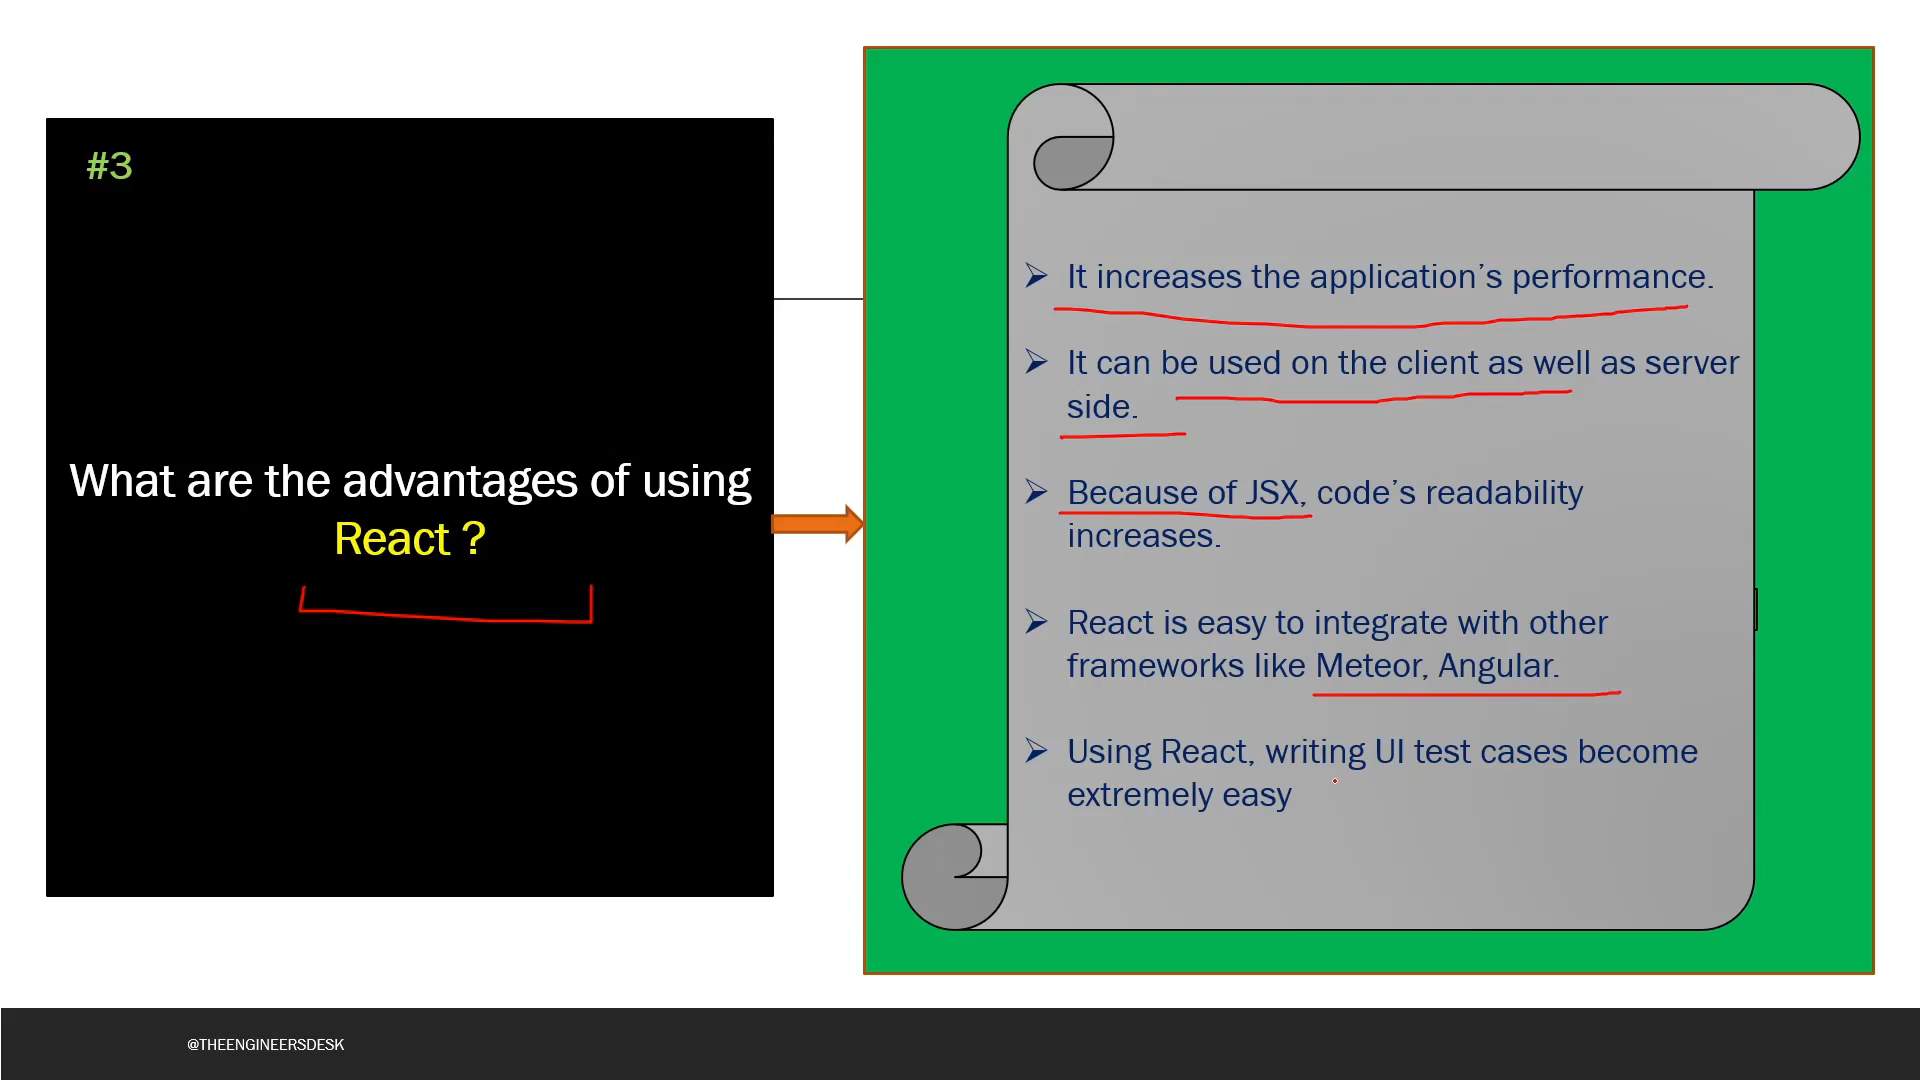 #3
What are the advantages of using
React ?
It increases the application’s performance.
It can be used on the client as well as server
side.
Because of JSX, code’s readability
increases.
React is easy to integrate with other
frameworks like Meteor, Angular.
Using React, writing UI test cases become
extremely easy
@THEENGINEERSDESK